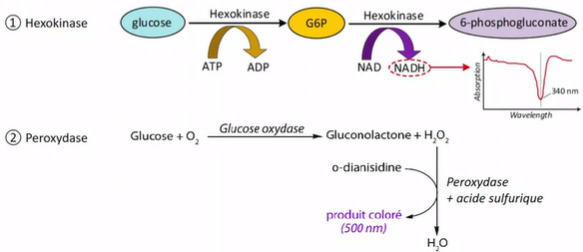 ① Hexokinase
glucose
Hexokinase
G6P
Hexokinase
6-phosphogluconate
ATP
ADP
NAD
NADH
Absorption
340 nm
Wavelength
② Peroxydase
Glucose + O₂
Glucose oxydase
Gluconolactone + H₂O₂
o-dianisidine
Peroxydase
+ acide sulfurique
produit coloré
(500 nm)
H₂O